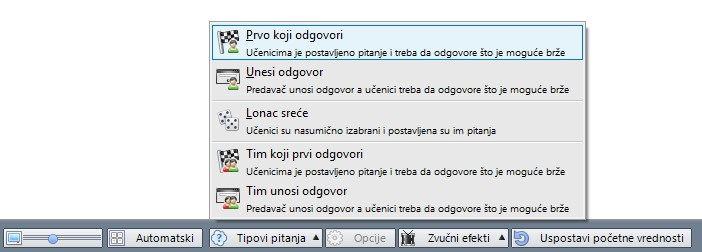 Prvo koji odgovori
Učenicima je postavljeno pitanje i treba da odgovore što je moguće brže
Unesi odgovor
Predavač unosi odgovor a učenici treba da odgovore što je moguće brže
Lonac sreće
Učenici su nasumično izabrani i postavljena su im pitanja
Tim koji prvi odgovori
Učenicima je postavljeno pitanje i treba da odgovore što je moguće brže
Tim unosi odgovor
Predavač unosi odgovor a učenici treba da odgovore što je moguće brže
Automatski Tipovi pitanja Opcije Zvučni efekti Uspostavi početne vrednosti